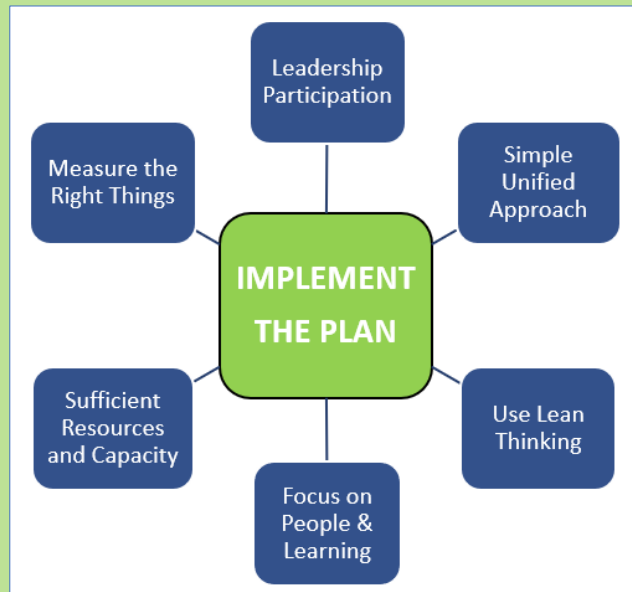 Leadership
Participation
Simple
Unified
Approach
Measure the
Right Things
IMPLEMENT
THE PLAN
Sufficient
Resources
and Capacity
Use Lean
Thinking
Focus on
People &
Learning